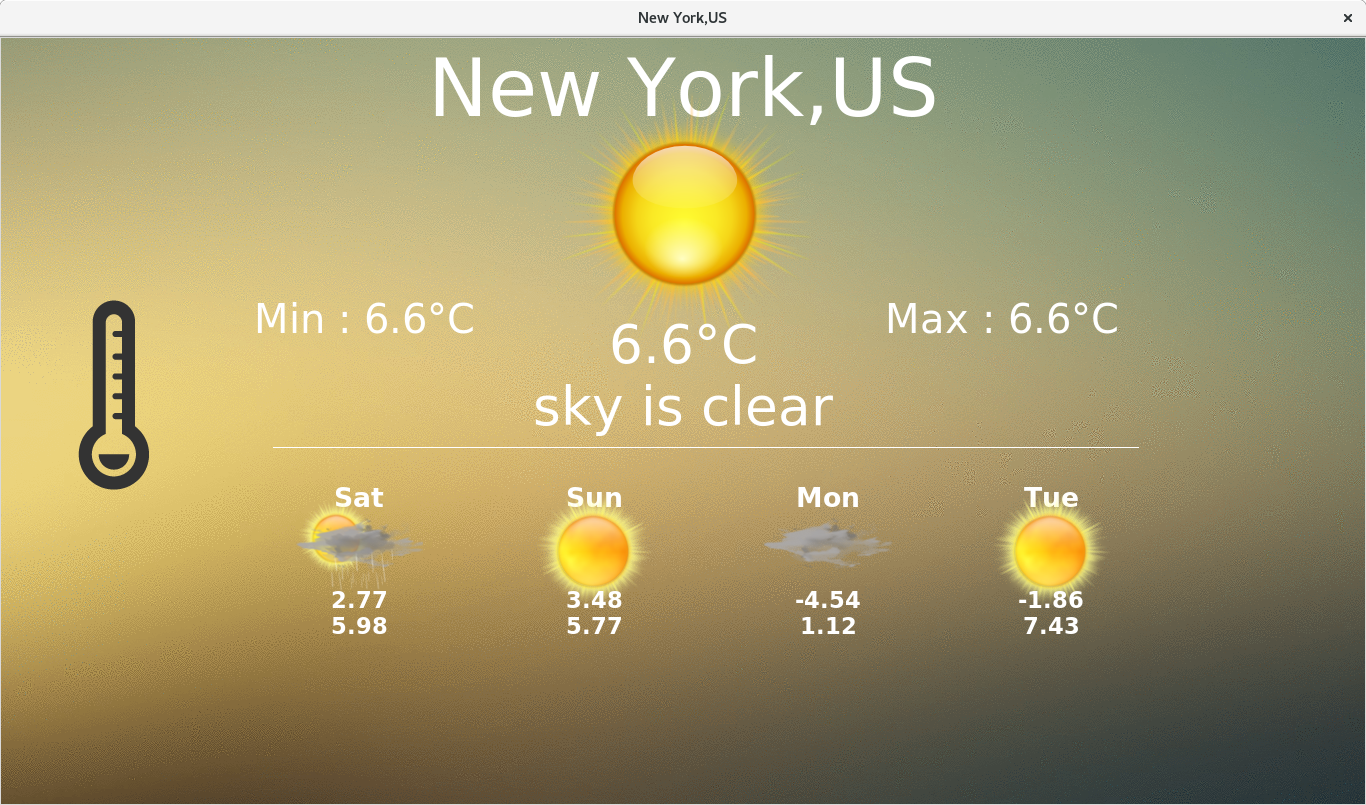 New York,US
New York,US
Min : 6.6°C
Max : 6.6°C
6.6°C
sky is clear
Sat Sun Mon Tue
2.77 3.48 -4.54 -1.86
5.98 5.77 1.12 7.43